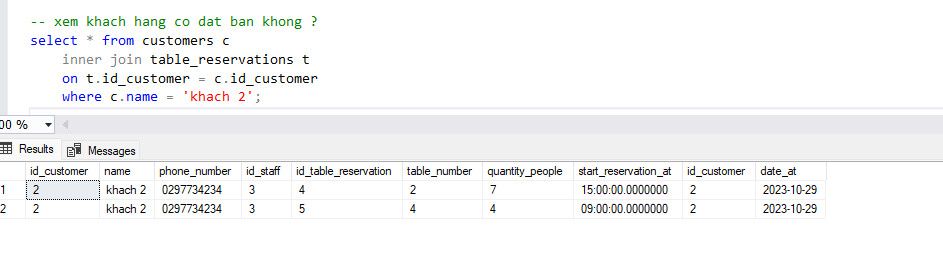 -- xem khach hang co dat ban khong ?
select * from customers c
inner join table_reservations t
on t.id_customer = c.id_customer
where c.name = 'khach 2';
00 %
Results Messages
id_customer name phone_number id_staff id_table_reservation table_number quantity_people start_reservation_at id_customer date_at
1 2 khach 2 0297734234 3 4 2 7 15:00:00.0000000 2 2023-10-29
2 2 khach 2 0297734234 3 5 4 4 09:00:00.0000000 2 2023-10-29